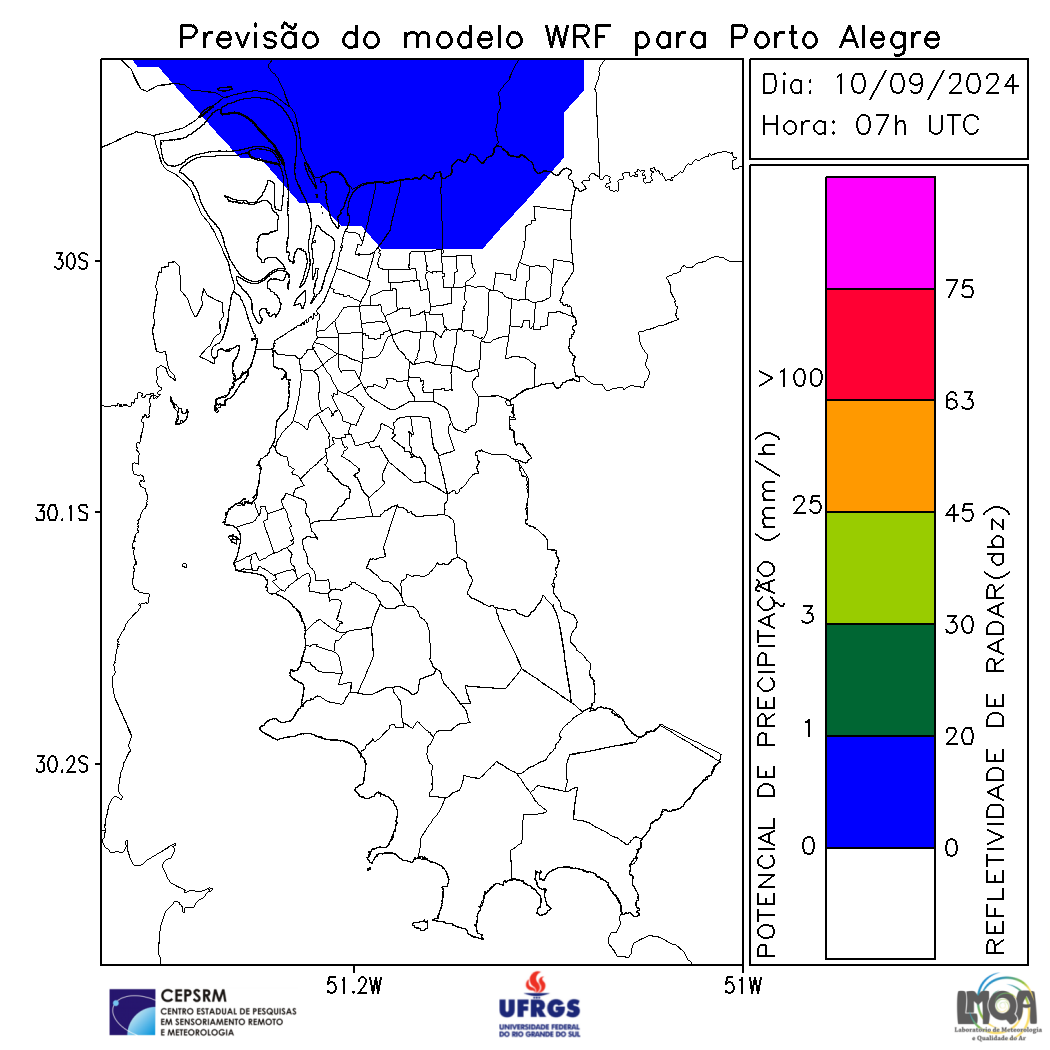 Previsão do modelo WRF para Porto Alegre
Dia: 10/09/2024
Hora: 07h UTC
30S
30.1S
30.2S
51.2W
51W
POTENCIAL DE PRECIPITAÇÃO (mm/h)
>100
25
3
1
0
75
63
45
30
20
0
REFLETIVIDADE DE RADAR(dbz)
CEPSRM
CENTRO ESTADUAL DE PESQUISAS
EM SENSORIAMENTO REMOTO
E METEOROLOGIA
UFRGS
UNIVERSIDADE FEDERAL
DO RIO GRANDE DO SUL
LMQA
Laboratório de Meteorologia
e Qualidade do Ar